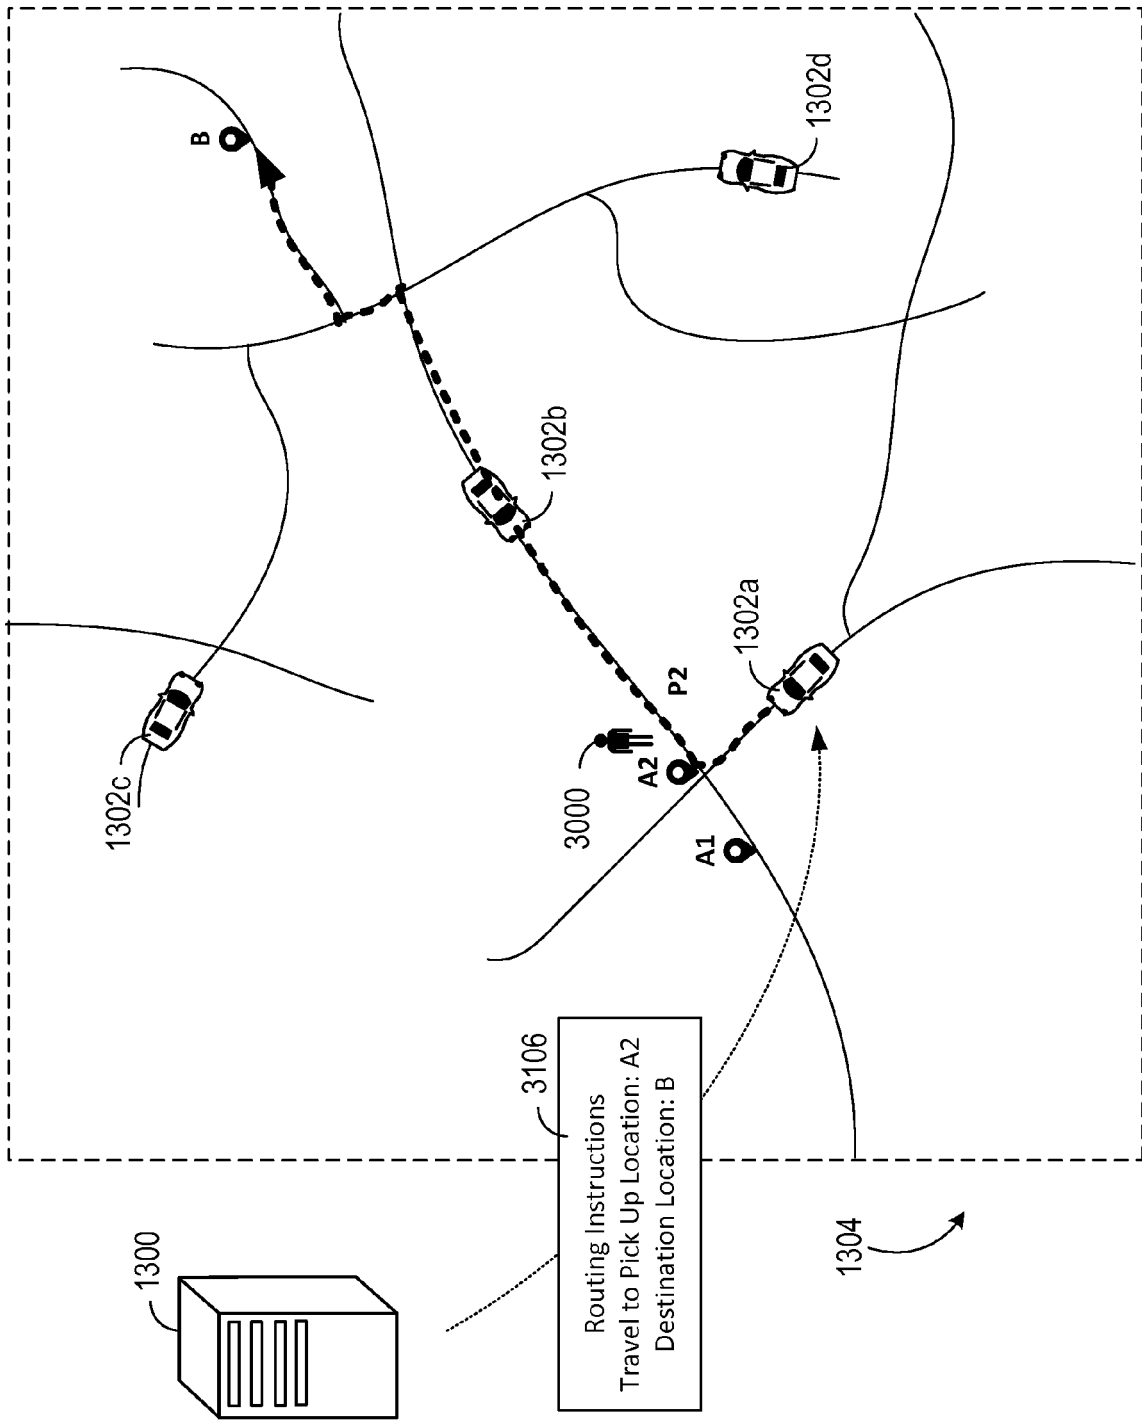 1300
3106
Routing Instructions
Travel to Pick Up Location: A2
Destination Location: B
1304
1302c
3000
A2
A1
P2
1302a
1302b
B
1302d